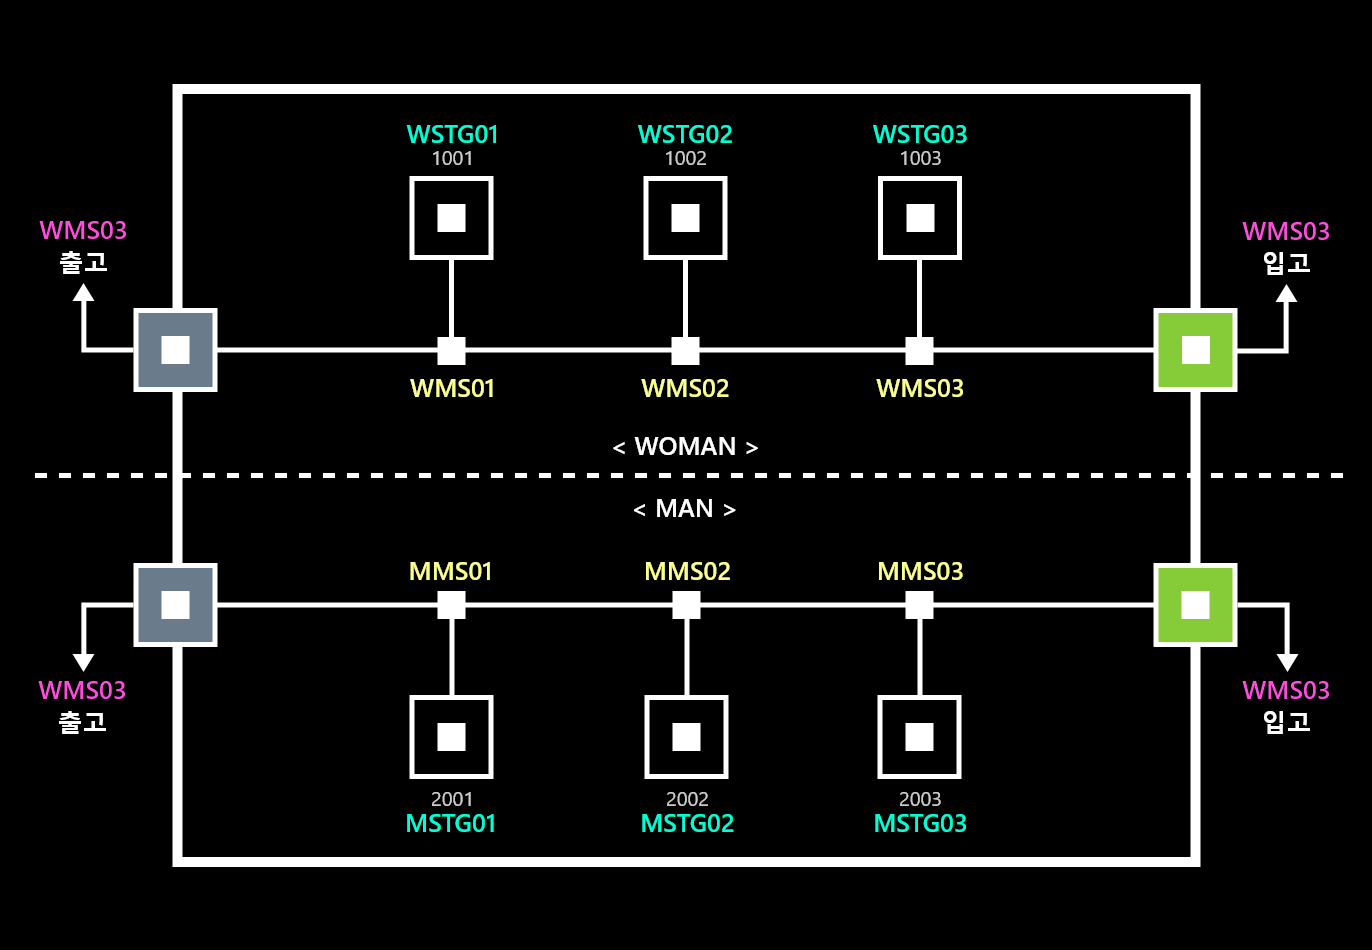 WSTG01
1001
WSTG02
1002
WSTG03
1003
WMS03
출고
WMS03
입고
WMS01
WMS02
WMS03
< WOMAN >
< MAN >
MMS01
MMS02
MMS03
WMS03
출고
WMS03
입고
2001
MSTG01
2002
MSTG02
2003
MSTG03